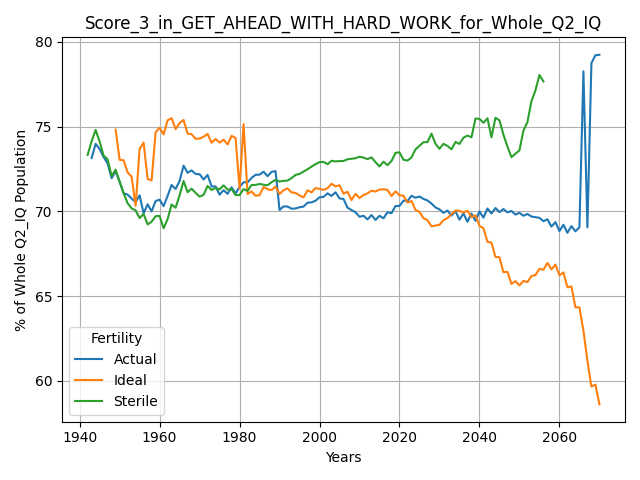 Score_3_in_GET_AHEAD_WITH_HARD_WORK_for_Whole_Q2_IQ
% of Whole Q2_IQ Population
80
75
70
65
60
Fertility
Actual
Ideal
Sterile
1940 1960 1980 2000 2020 2040 2060
Years